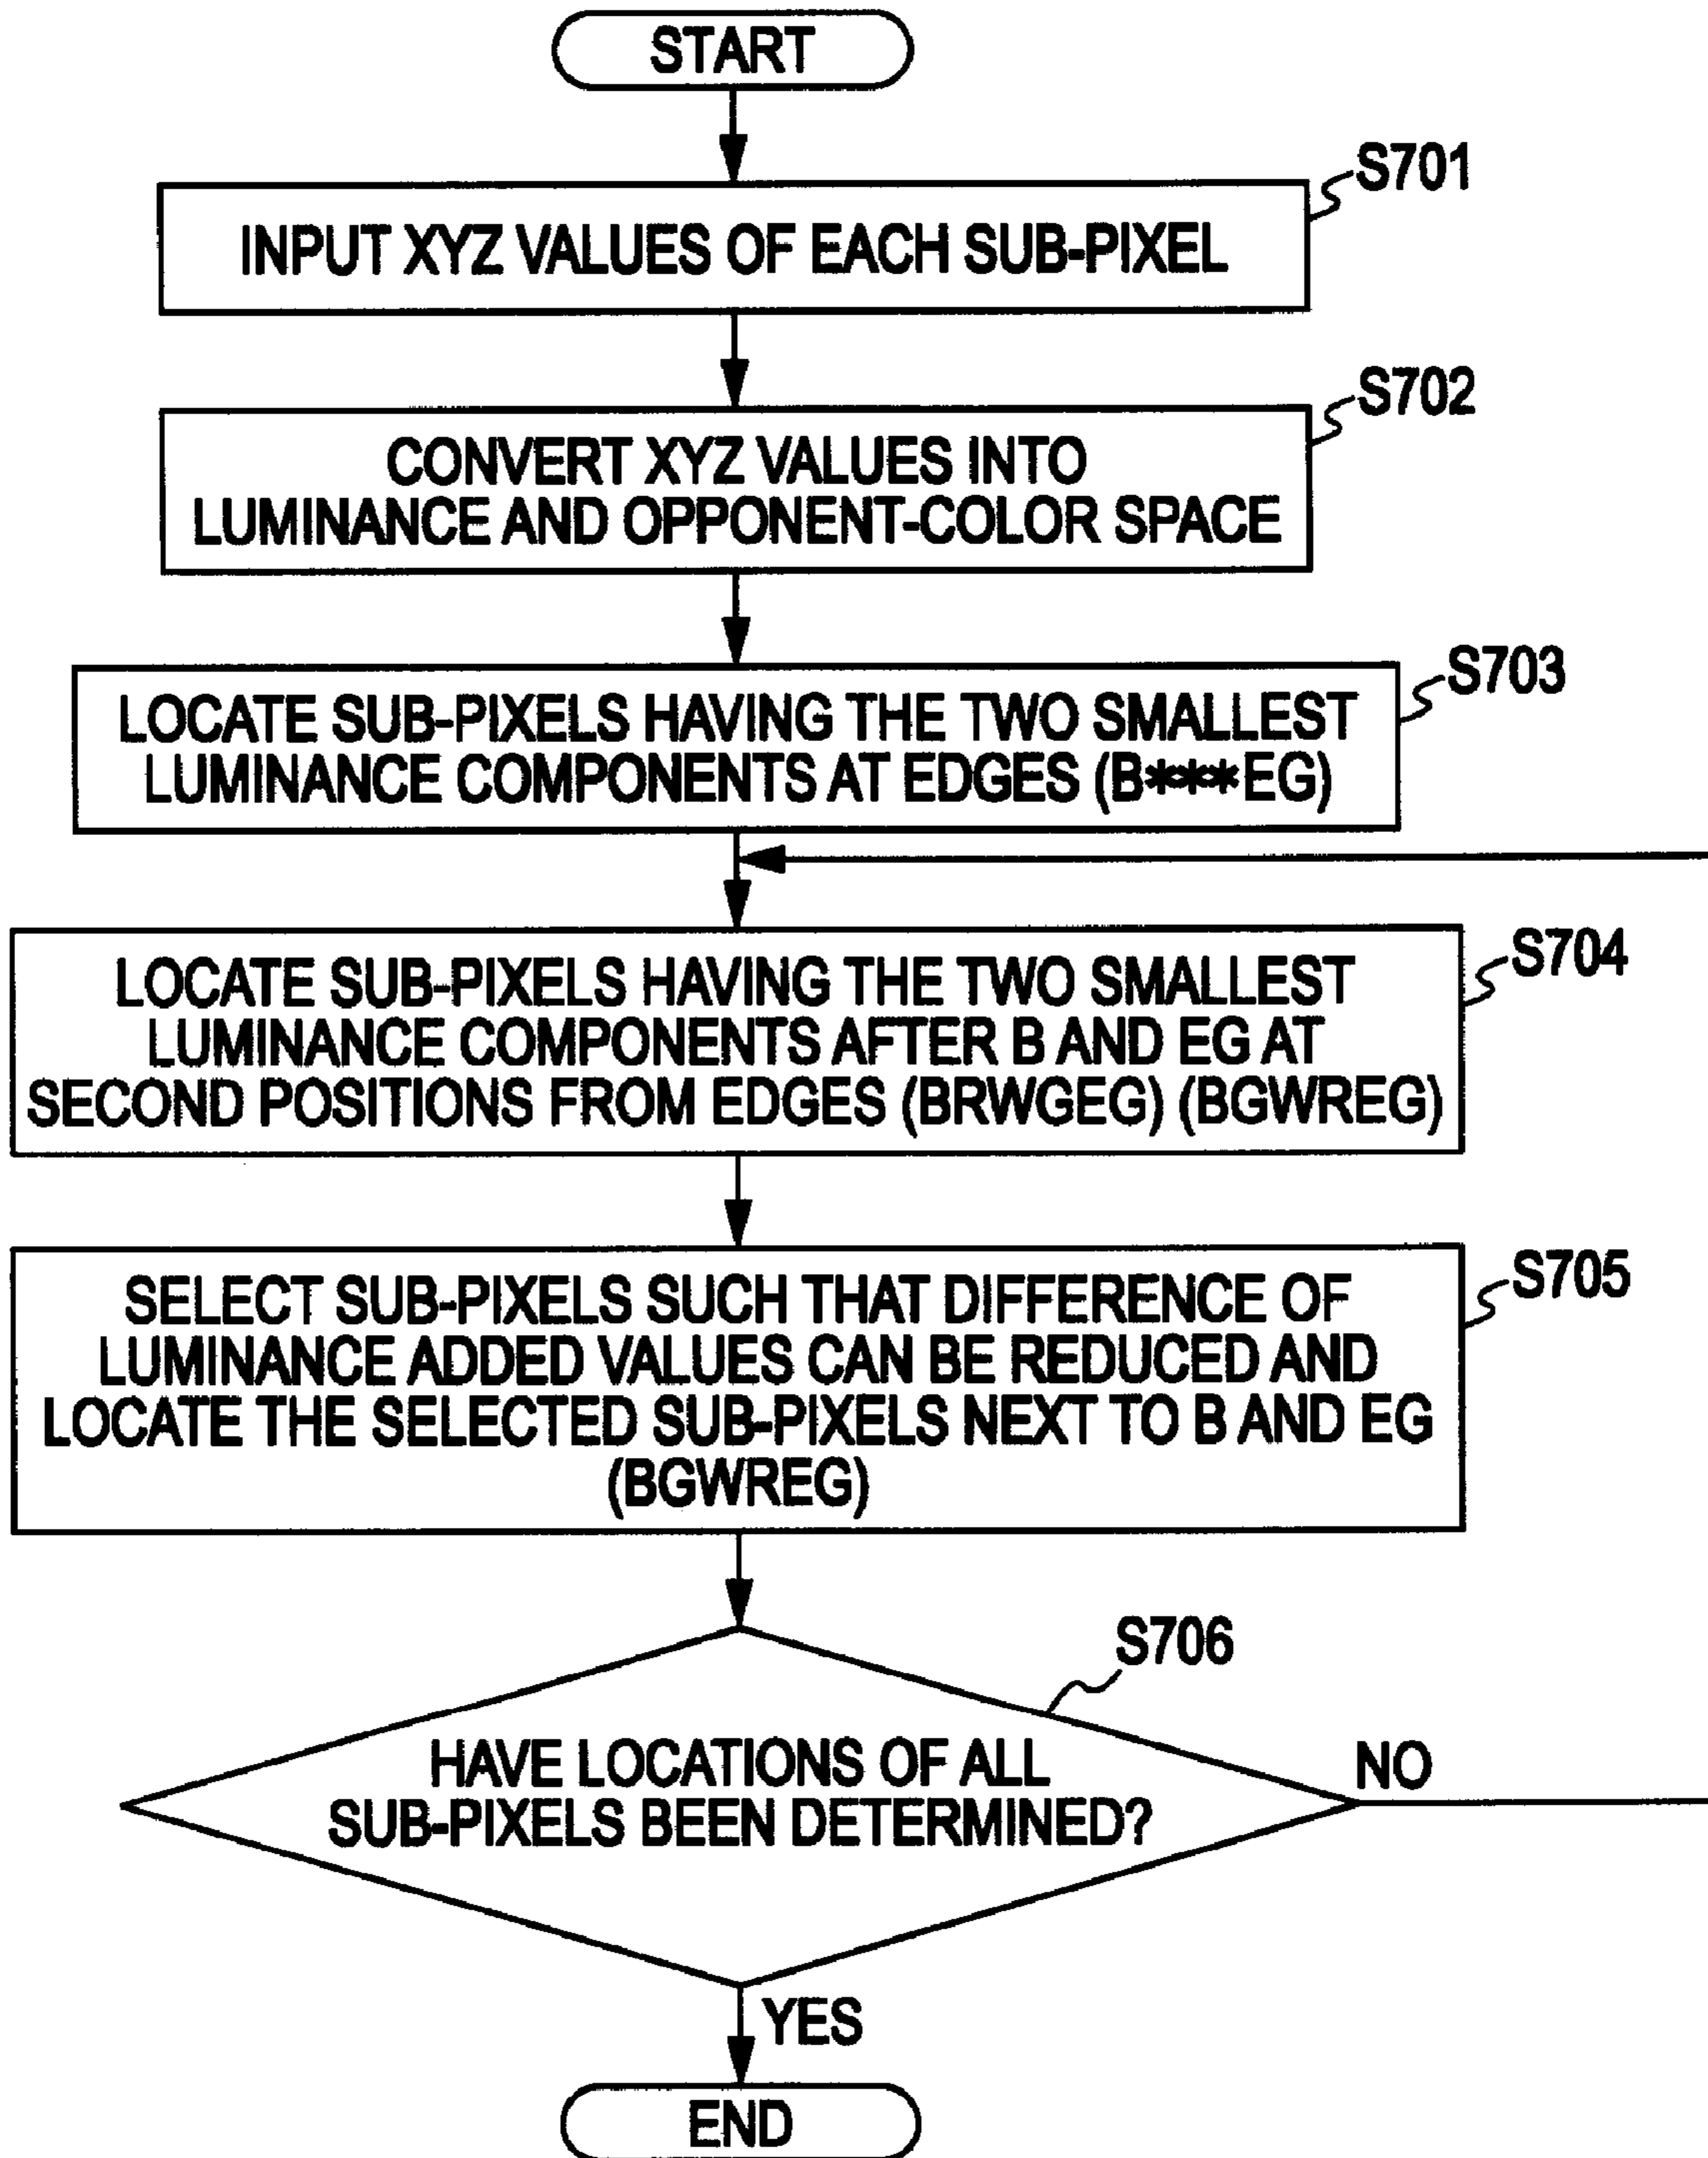 START
S701
INPUT XYZ VALUES OF EACH SUB-PIXEL
S702
CONVERT XYZ VALUES INTO
LUMINANCE AND OPPONENT-COLOR SPACE
S703
LOCATE SUB-PIXELS HAVING THE TWO SMALLEST
LUMINANCE COMPONENTS AT EDGES (B***EG)
S704
LOCATE SUB-PIXELS HAVING THE TWO SMALLEST
LUMINANCE COMPONENTS AFTER B AND EG AT
SECOND POSITIONS FROM EDGES (BRWGEG) (BGWREG)
S705
SELECT SUB-PIXELS SUCH THAT DIFFERENCE OF
LUMINANCE ADDED VALUES CAN BE REDUCED AND
LOCATE THE SELECTED SUB-PIXELS NEXT TO B AND EG
(BGWREG)
S706
HAVE LOCATIONS OF ALL
SUB-PIXELS BEEN DETERMINED?
NO
YES
END